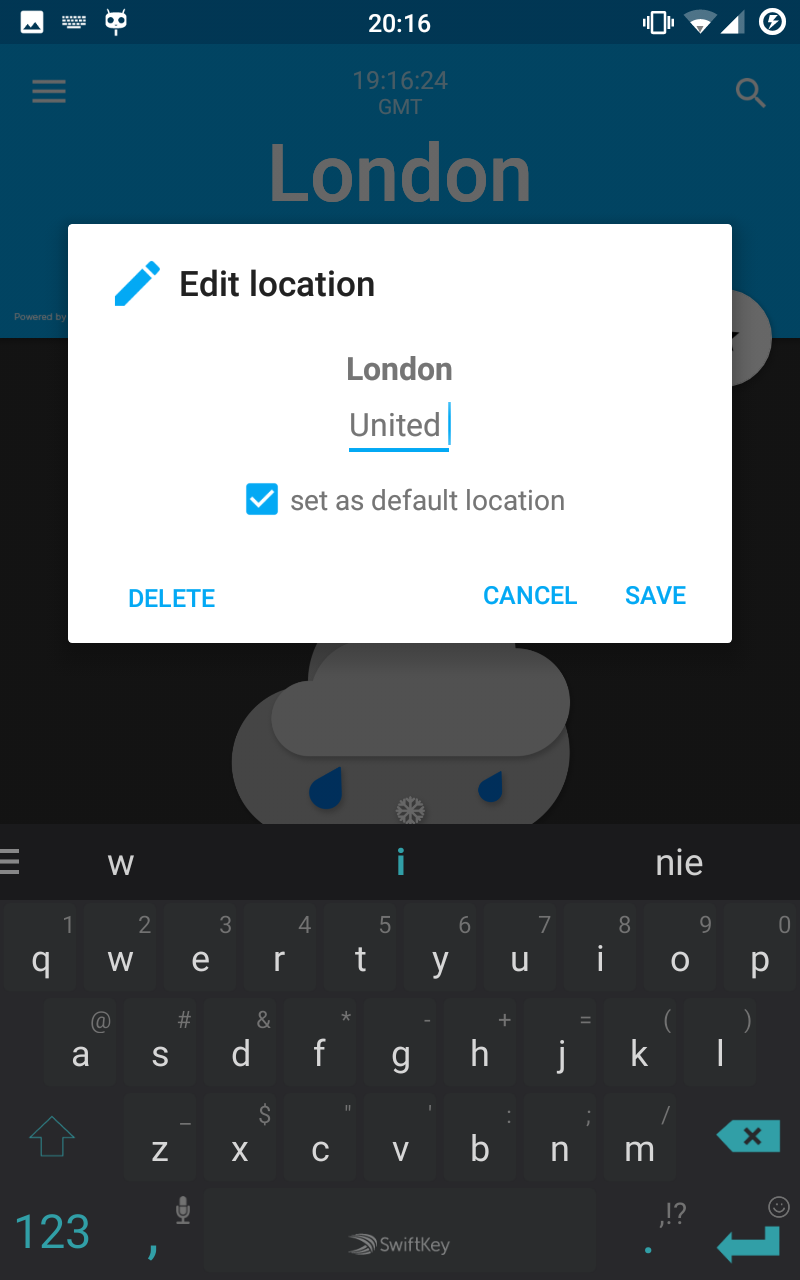 20:16
19:16:24
GMT
London
Powered by
Edit location
London
United
set as default location
DELETE
CANCEL
SAVE
w
i
nie
1 2 3 4 5 6 7 8 9 0
q w e r t y u i o p
@ # & * - + = ( )
a s d f g h j k l
_ $ " ' : ; /
z x c v b n m
123
,
SwiftKey
,!?
.